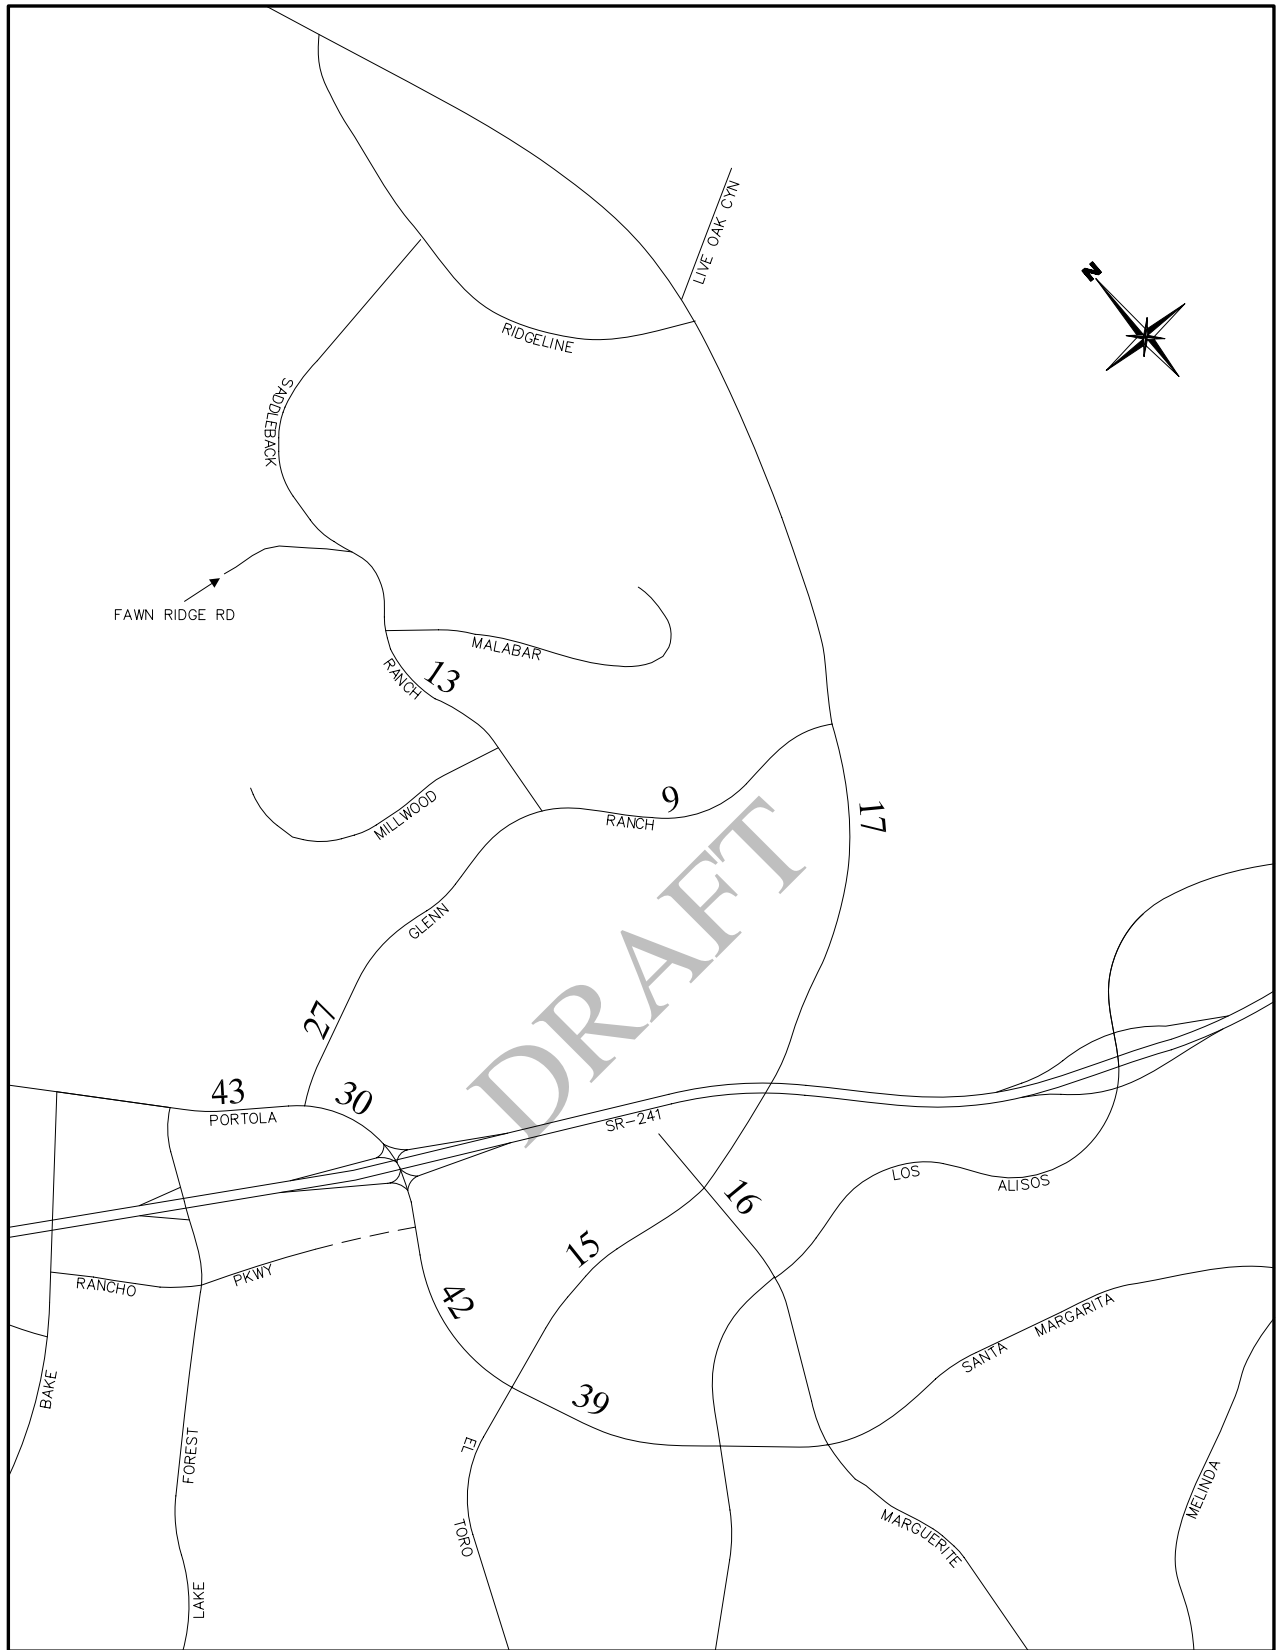 LIVE OAK CYN
N
RIDGELINE
SADDLEBACK
FAWN RIDGE RD
MALABAR
RANCH
13
MILLWOOD
9
RANCH
17
GLENN
DRAFT
27
43
30
PORTOLA
SR-241
16
LOS
ALISOS
15
RANCHO
PKWY
42
SANTA
MARGARITA
BAKE
39
EL
FOREST
TORO
MARGUERITE
MELINDA
LAKE